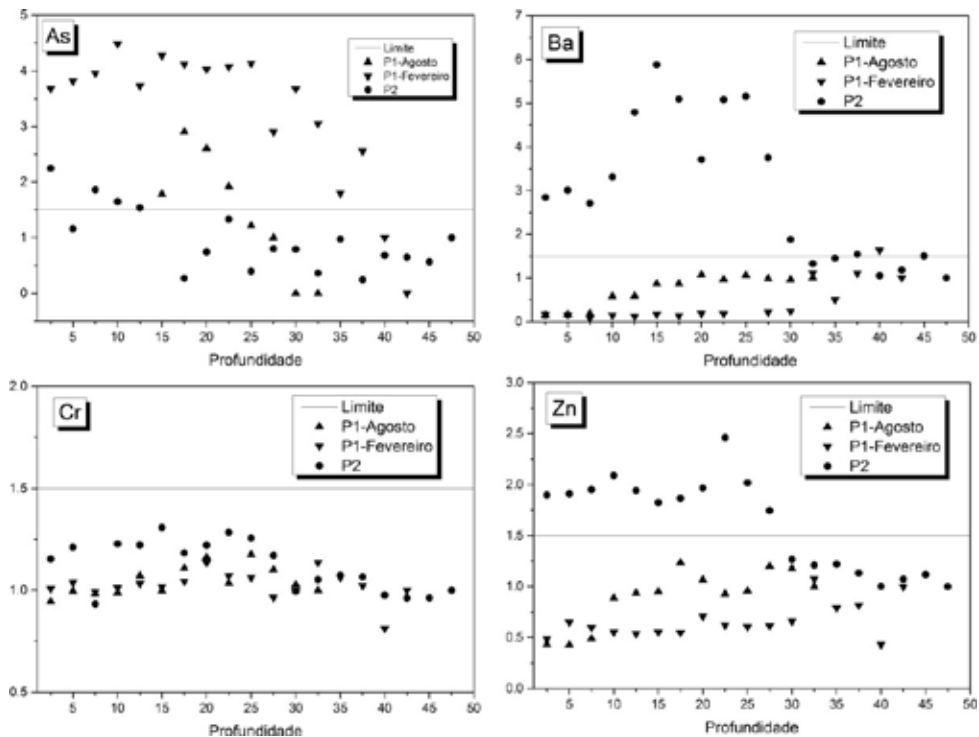 As
Limite
P1-Agosto
P1-Fevereiro
P2
5
4
3
2
1
0
5 10 15 20 25 30 35 40 45 50
Profundidade
Ba
Limite
P1-Agosto
P1-Fevereiro
P2
7
6
5
4
3
2
1
0
5 10 15 20 25 30 35 40 45 50
Profundidade
Cr
Limite
P1-Agosto
P1-Fevereiro
P2
2.0
1.5
1.0
0.5
5 10 15 20 25 30 35 40 45 50
Profundidade
Zn
Limite
P1-Agosto
P1-Fevereiro
P2
3.0
2.5
2.0
1.5
1.0
0.5
0.0
5 10 15 20 25 30 35 40 45 50
Profundidade